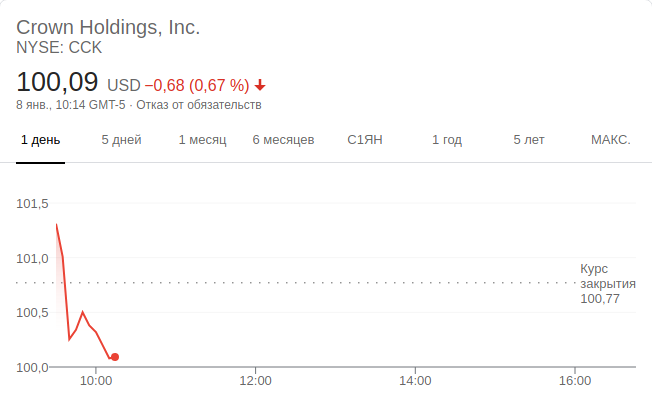 Crown Holdings, Inc.
NYSE: CCK
100,09 USD −0,68 (0,67 %)
8 янв., 10:14 GMT-5 · Отказ от обязательств
1 день 5 дней 1 месяц 6 месяцев С1ЯН 1 год 5 лет МАКС.
101,5
101,0
Курс
закрытия
100,77
100,5
100,0
10:00 12:00 14:00 16:00